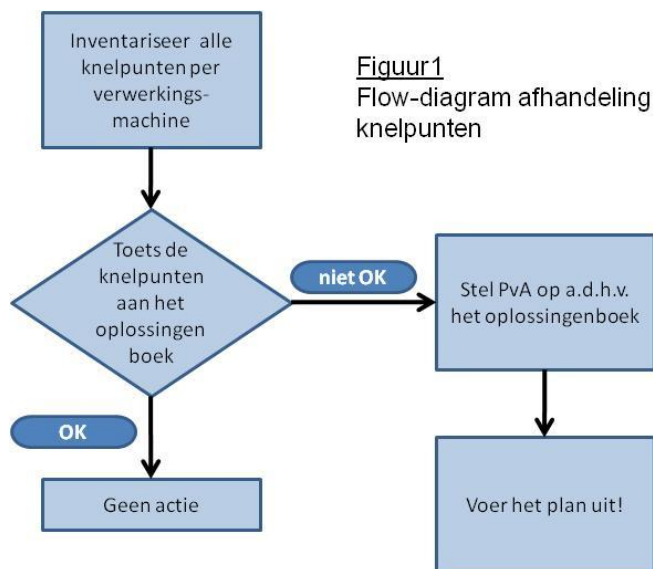 Inventariseer alle
knelpunten per
verwerkings-
machine
Figuur1
Flow-diagram afhandeling
knelpunten
Toets de
knelpunten
aan het
oplossingen
boek
niet OK
Stel PvA op a.d.h.v.
het oplossingenboek
OK
Geen actie
Voer het plan uit!